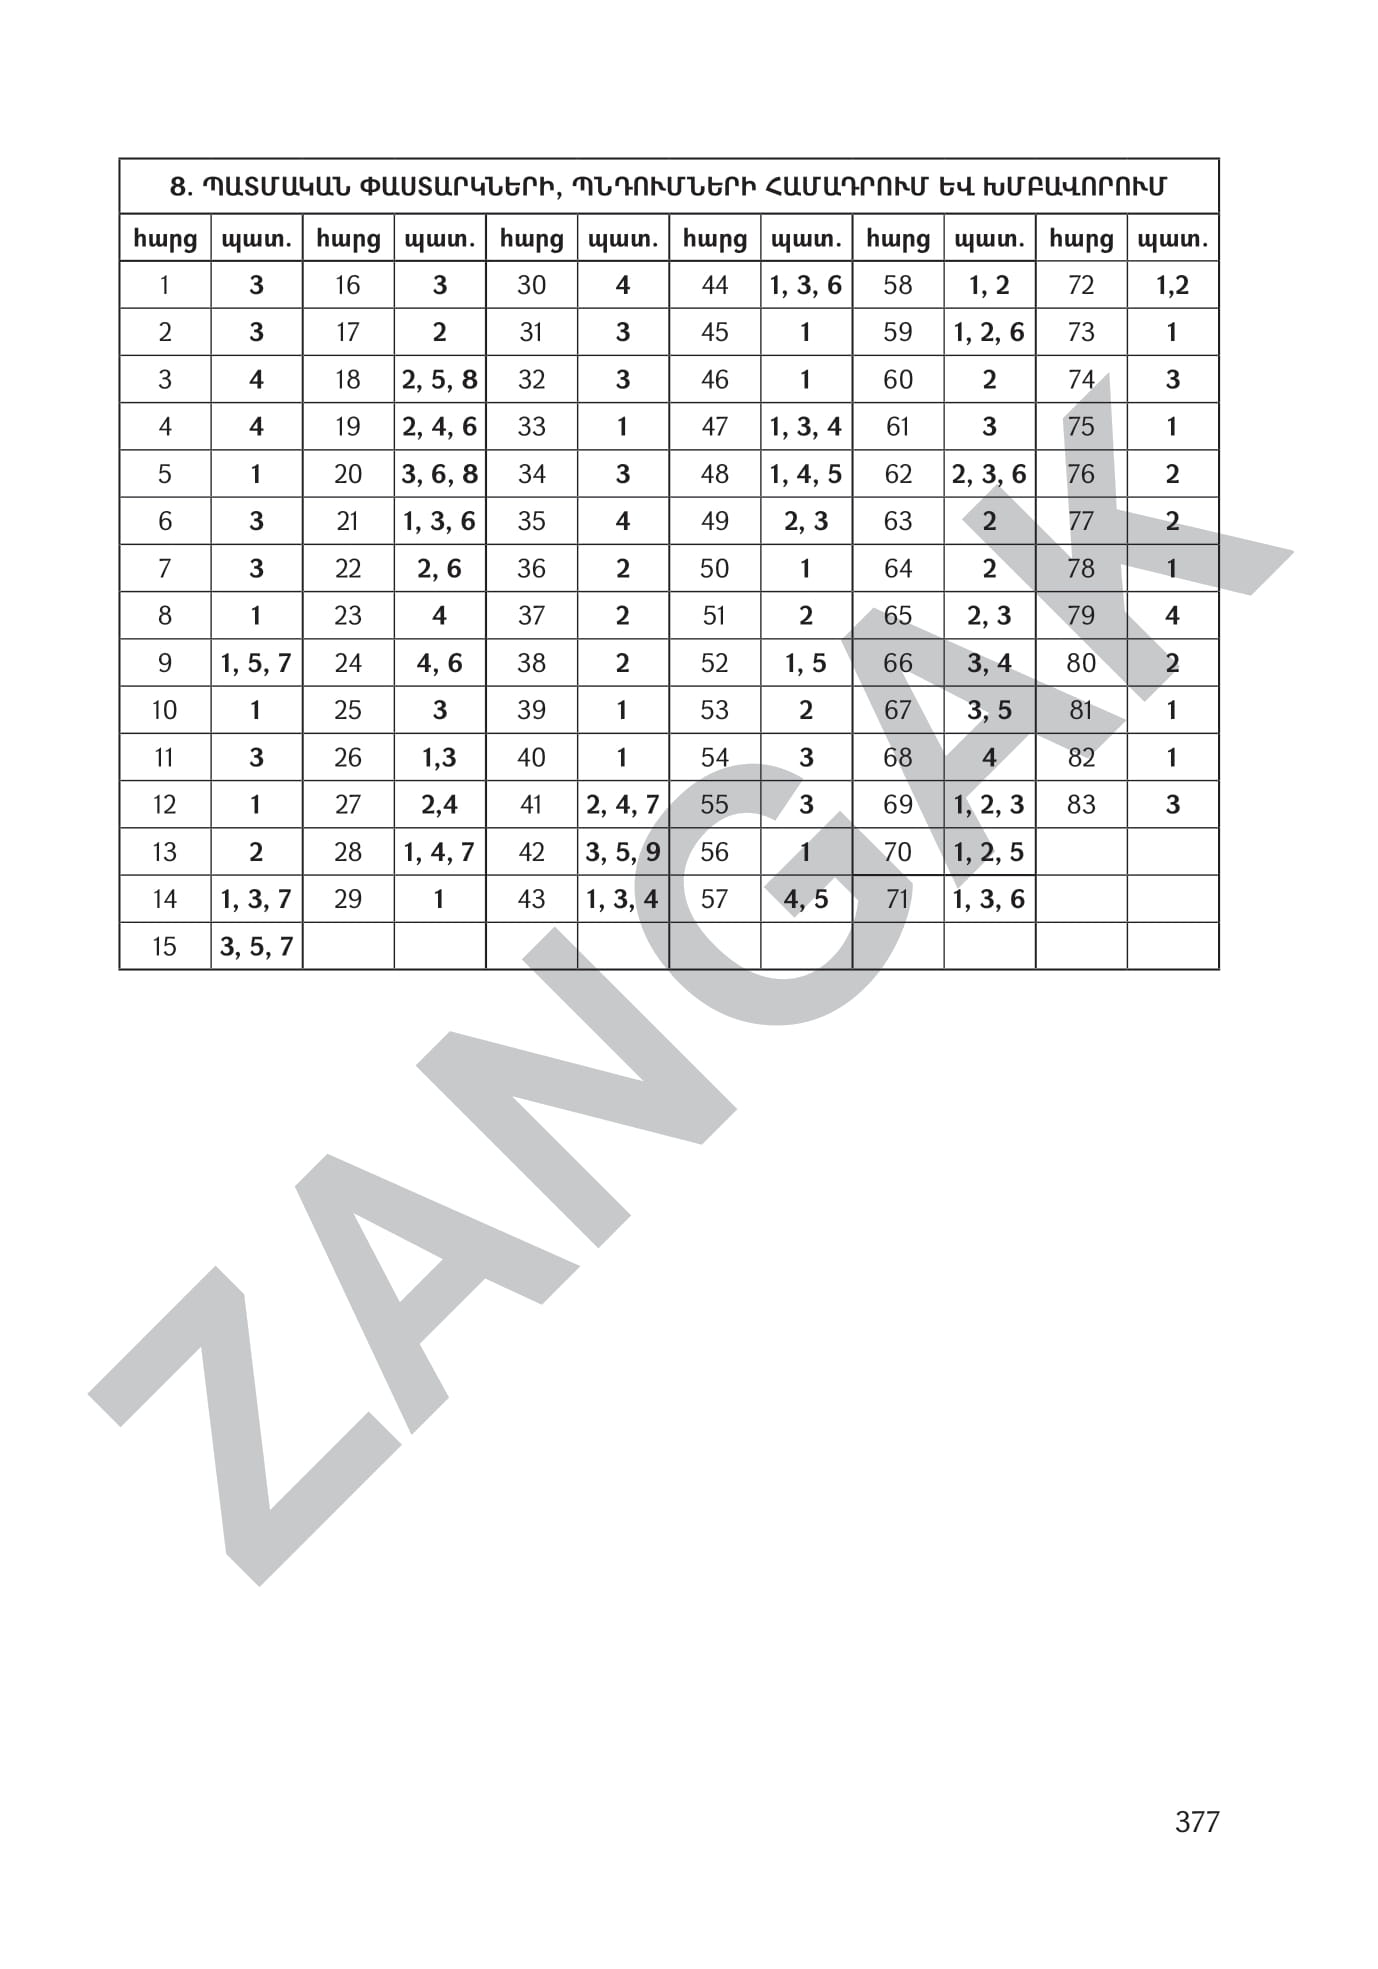 8. ՊԱՏՄԱԿԱՆ ՓԱՍՏԱՐԿՆԵՐԻ, ՊՆԴՈՒՄՆԵՐԻ ՀԱՄԱԴՐՈՒՄ ԵՎ ԽՄԲԱՎՈՐՈՒՄ
հարց պատ. հարց պատ. հարց պատ. հարց պատ. հարց պատ. հարց պատ.
1 3 16 3 30 4 44 1, 3, 6 58 1, 2 72 1,2
2 3 17 2 31 3 45 1 59 1, 2, 6 73 1
3 4 18 2, 5, 8 32 3 46 1 60 2 74 3
4 4 19 2, 4, 6 33 1 47 1, 3, 4 61 3 75 1
5 1 20 3, 6, 8 34 3 48 1, 4, 5 62 2, 3, 6 76 2
6 3 21 1, 3, 6 35 4 49 2, 3 63 2 77 2
7 3 22 2, 6 36 2 50 1 64 2 78 1
8 1 23 4 37 2 51 2 65 2, 3 79 4
9 1, 5, 7 24 4, 6 38 2 52 1, 5 66 3, 4 80 2
10 1 25 3 39 1 53 2 67 3, 5 81 1
11 3 26 1,3 40 1 54 3 68 4 82 1
12 1 27 2,4 41 2, 4, 7 55 3 69 1, 2, 3 83 3
13 2 28 1, 4, 7 42 3, 5, 9 56 1 70 1, 2, 5
14 1, 3, 7 29 1 43 1, 3, 4 57 4, 5 71 1, 3, 6
15 3, 5, 7
ZANGAK
377